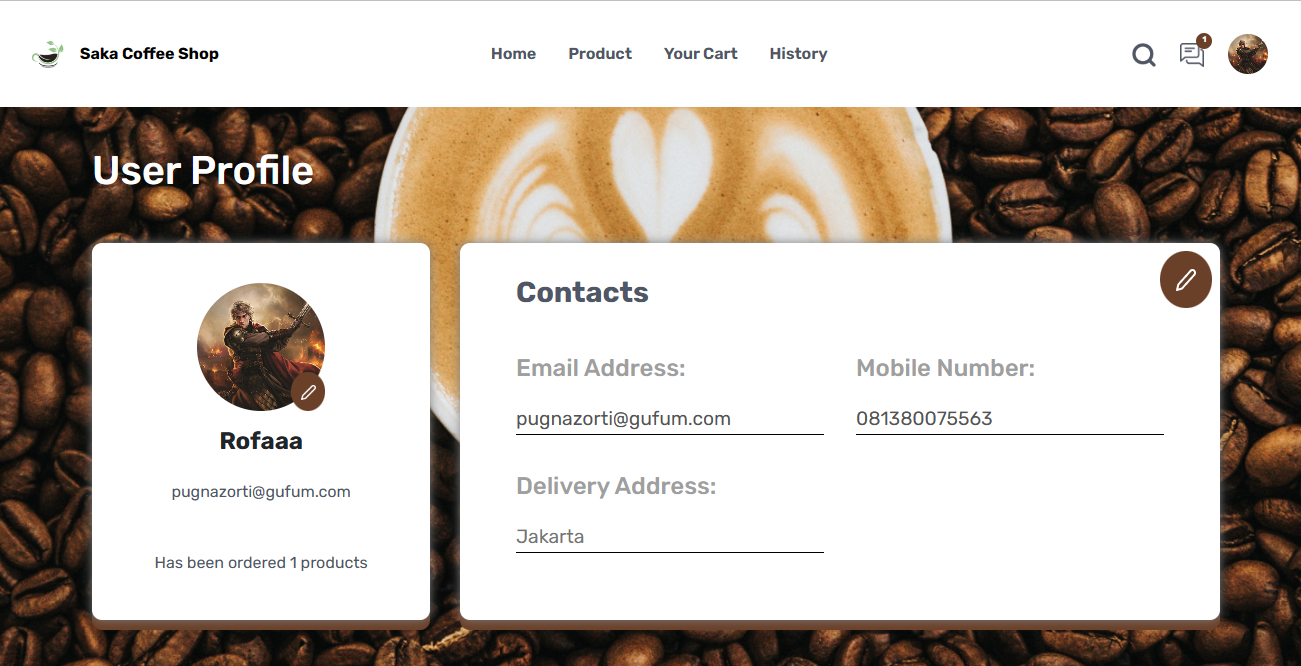 Saka Coffee Shop
Home Product Your Cart History
1
User Profile
Rofaaa
pugnazorti@gufum.com
Has been ordered 1 products
Contacts
Email Address: Mobile Number:
pugnazorti@gufum.com 081380075563
Delivery Address:
Jakarta